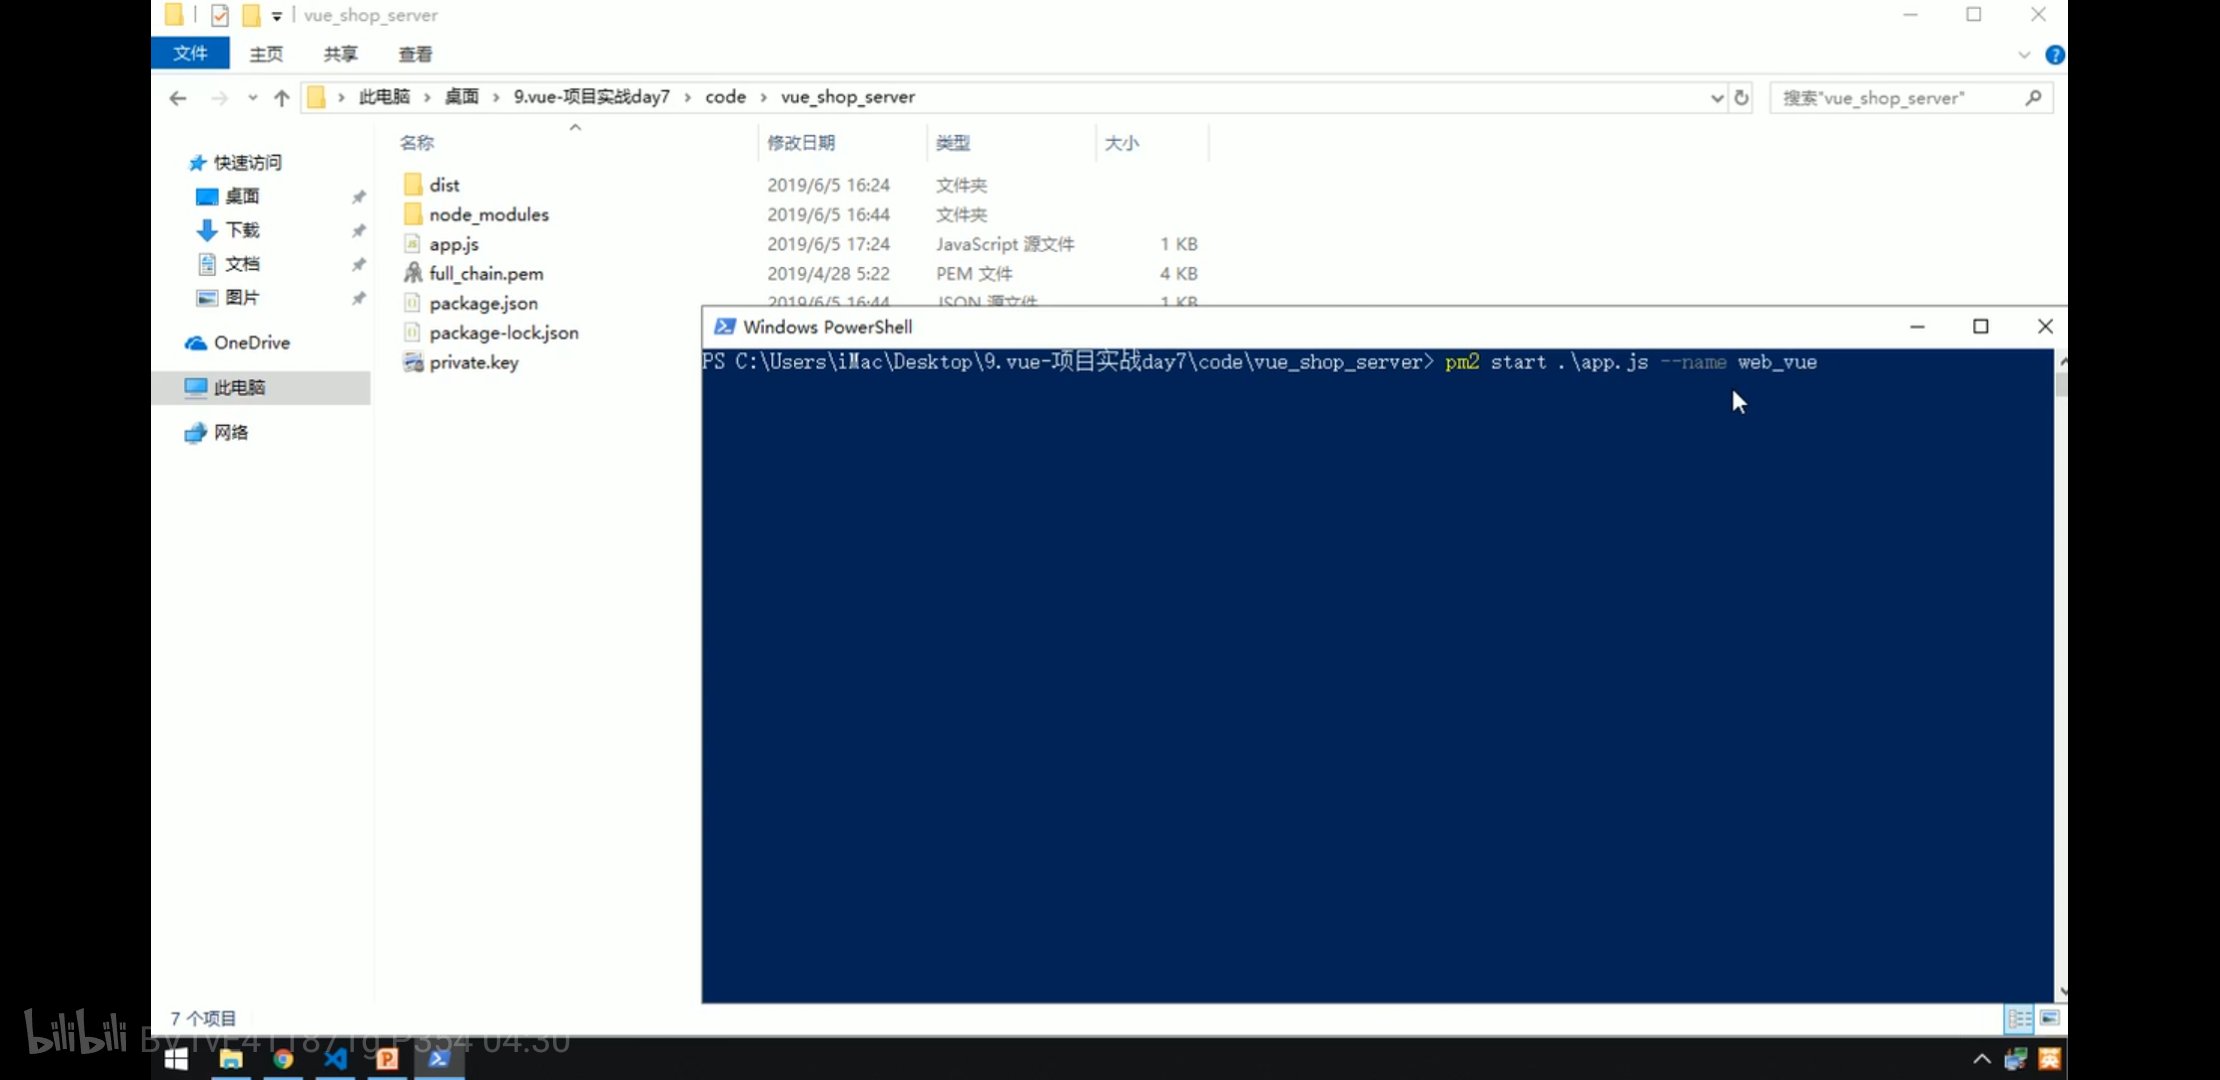 vue_shop_server
文件 主页 共享 查看
此电脑 > 桌面 > 9.vue-项目实战day7 > code > vue_shop_server
搜索"vue_shop_server"
名称 修改日期 类型 大小
快速访问
桌面
下载
文档
图片
OneDrive
此电脑
网络
dist 2019/6/5 16:24 文件夹
node_modules 2019/6/5 16:44 文件夹
app.js 2019/6/5 17:24 JavaScript 源文件 1 KB
full_chain.pem 2019/4/28 5:22 PEM 文件 4 KB
package.json 2019/6/5 16:44 JSON 源文件 1 KB
package-lock.json
private.key
Windows PowerShell
PS C:\Users\iMac\Desktop\9.vue-项目实战day7\code\vue_shop_server> pm2 start .\app.js --name web_vue
7 个项目
bilibili
P354 04:30
英